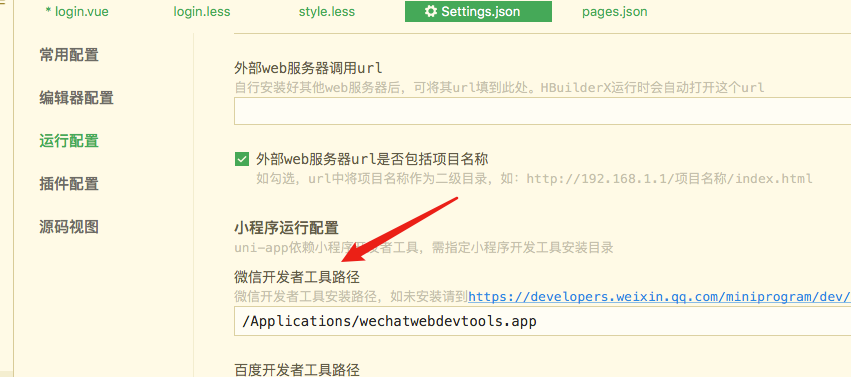 * login.vue login.less style.less Settings.json pages.json
常用配置
编辑器配置
运行配置
插件配置
源码视图
外部web服务器调用url
自行安装好其他web服务器后，可将其url填到此处。HBuilderX运行时会自动打开这个url
外部web服务器url是否包括项目名称
如勾选，url中将项目名称作为二级目录，如：http://192.168.1.1/项目名称/index.html
小程序运行配置
uni-app依赖小程序开发者工具，需指定小程序开发工具安装目录
微信开发者工具路径
微信开发者工具安装路径，如未安装请到https://developers.weixin.qq.com/miniprogram/dev/
/Applications/wechatwebdevtools.app
百度开发者工具路径